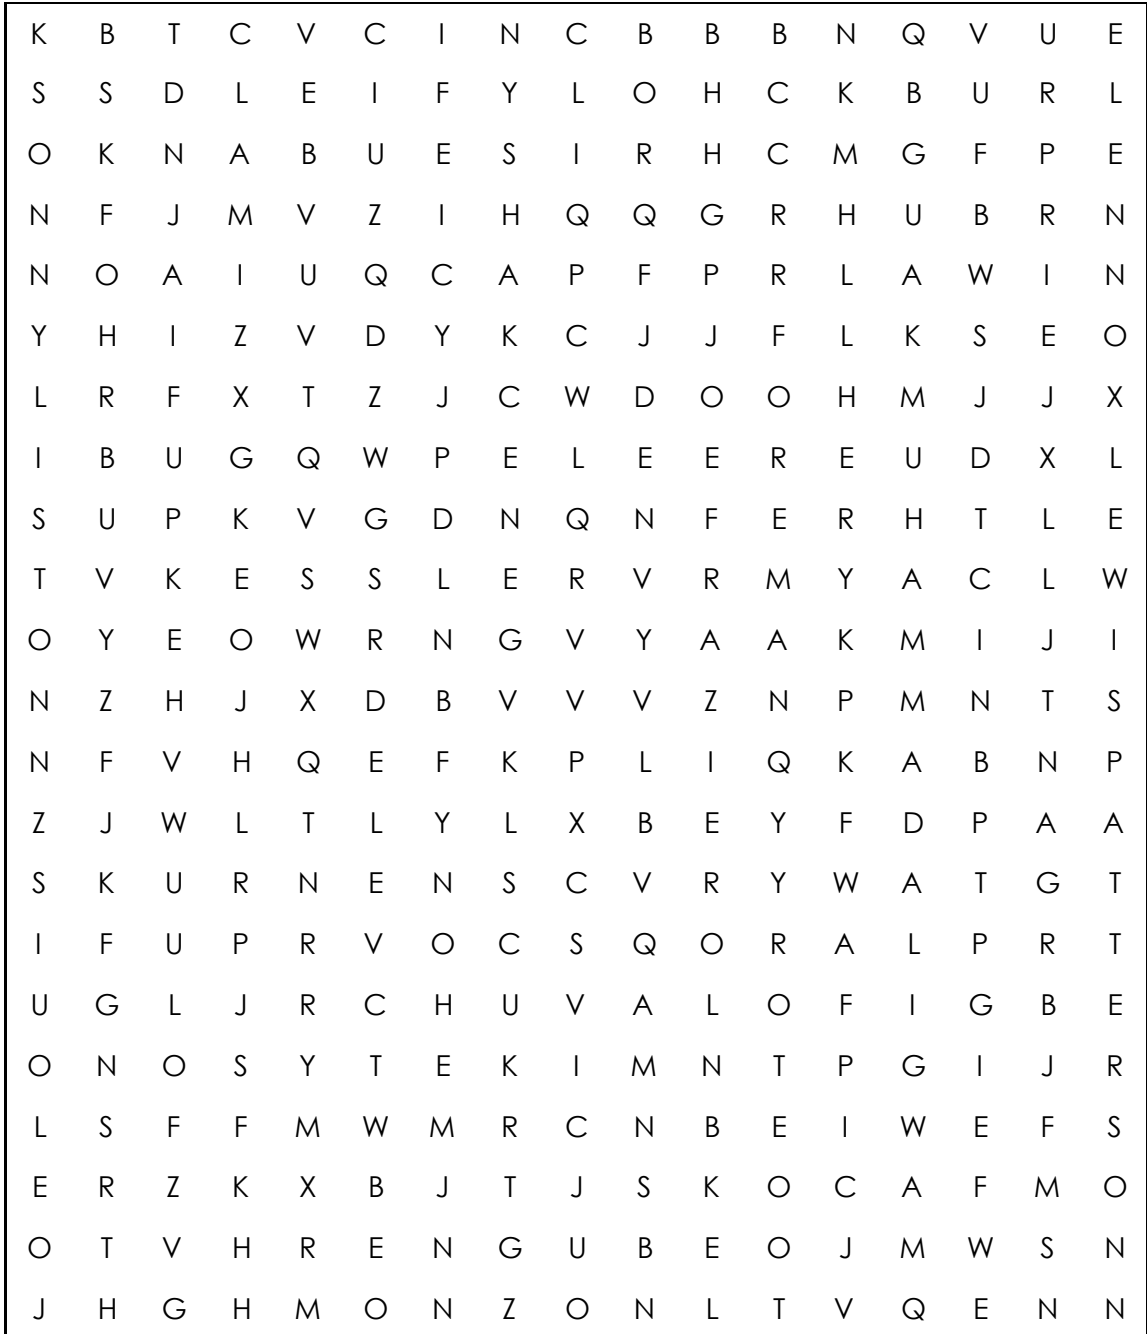 K B T C V C I N C B B B N Q V U E
S S D L E I F Y L O H C K B U R L
O K N A B U E S I R H C M G F P E
N F J M V Z I H Q Q G R H U B R N
N O A I U Q C A P F P R L A W I N
Y H I Z V D Y K C J J F L K S E O
L R F X T Z J C W D O O H M J J X
I B U G Q W P E L E E R E U D X L
S U P K V G D N Q N F E R H T L E
T V K E S S L E R V R M Y A C L W
O Y E O W R N G V Y A A K M I J I
N Z H J X D B V V V Z N P M N T S
N F V H Q E F K P L I Q K A B N P
Z J W L T L Y L X B E Y F D P A A
S K U R N E N S C V R Y W A T G T
I F U P R V O C S Q O R A L P R T
U G L J R C H U V A L O F I G B E
O N O S Y T E K I M N T P G I J R
L S F F M W M R C N B E I W E F S
E R Z K X B J T J S K O C A F M O
O T V H R E N G U B E O J M W S N
J H G H M O N Z O N L T V Q E N N